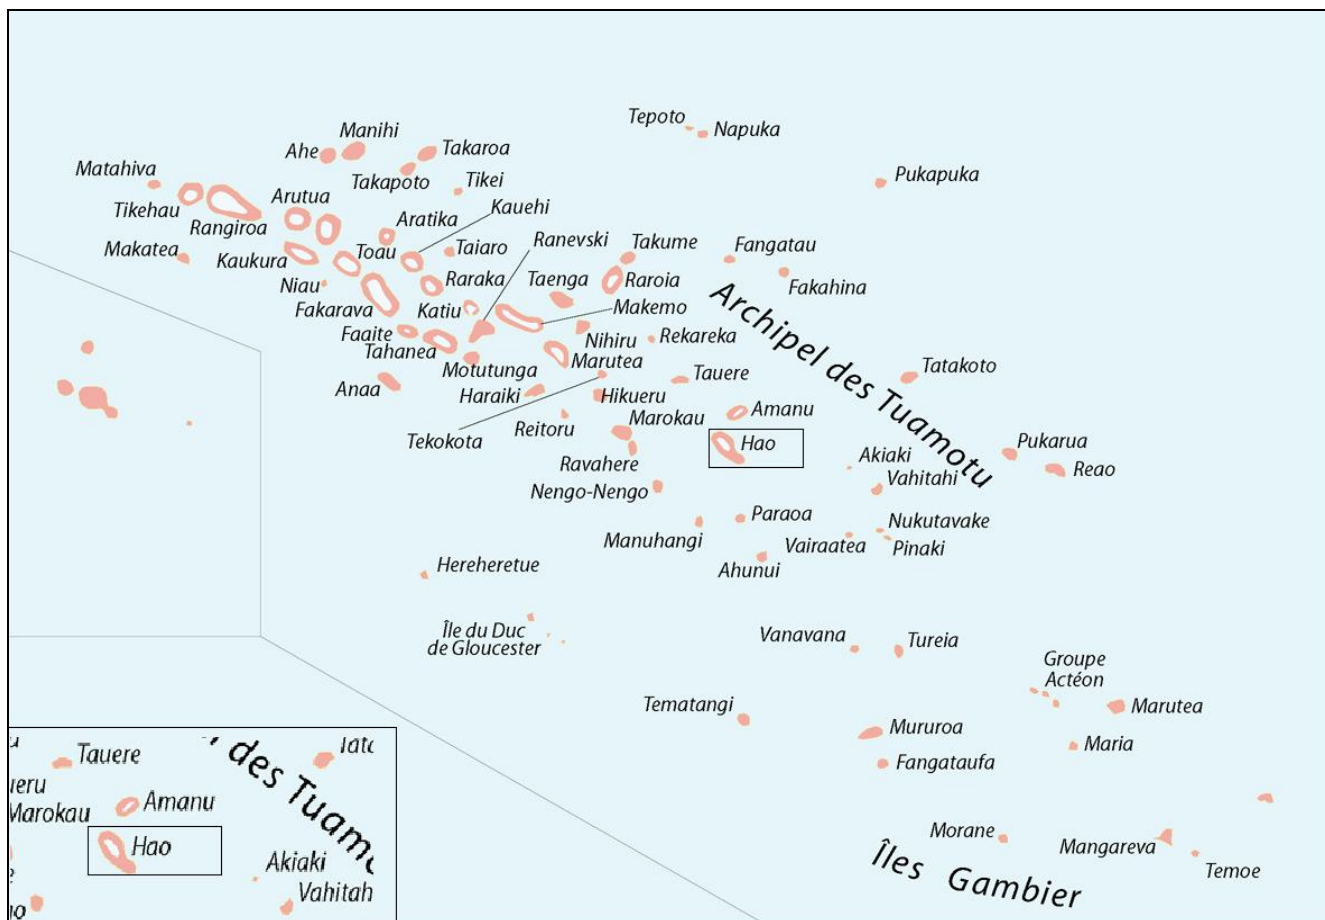 Tepoto
Napuka
Manihi
Ahe
Takaroa
Matahiva
Takapoto
Tikei
Pukapuka
Tikehau
Arutua
Kauehi
Rangiroa
Aratika
Ranevski
Takume
Makatea
Kaukura
Toau
Taiaro
Fangatau
Niau
Raraka
Taenga
Raroia
Fakahina
Fakarava
Katiu
Makemo
Archipel des Tuamotu
Faaite
Nihiru
Rekareka
Tahanea
Marutea
Motutunga
Tatakoto
Anaa
Haraiki
Hikueru
Tauere
Amanu
Tekokota
Reitoru
Marokau
Hao
Pukarua
Ravahere
Akiaki
Reao
Vahitahi
Nengo-Nengo
Paraoa
Nukutavake
Manuhangi
Vairaatea
Pinaki
Ahunui
Hereheretue
Île du Duc
de Gloucester
Vanavana
Tureia
Groupe
Actéon
Tematangi
Marutea
Mururoa
Maria
Fangataufa
Morane
Mangareva
Temoe
Îles Gambier
Tauere
des Tuam
ueru
Amanu
Marokau
Hao
Akiaki
Vahitah